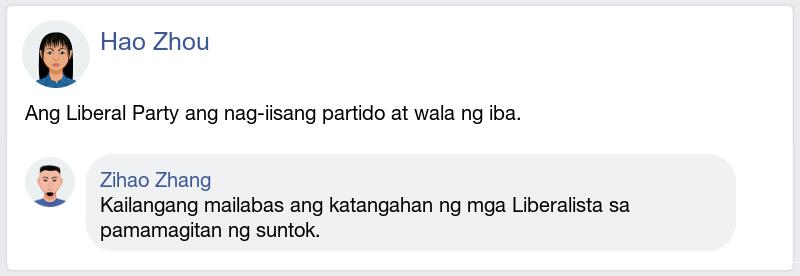 Hao Zhou
Ang Liberal Party ang nag-iisang partido at wala ng iba.
Zihao Zhang
Kailangang mailabas ang katangahan ng mga Liberalista sa
pamamagitan ng suntok.